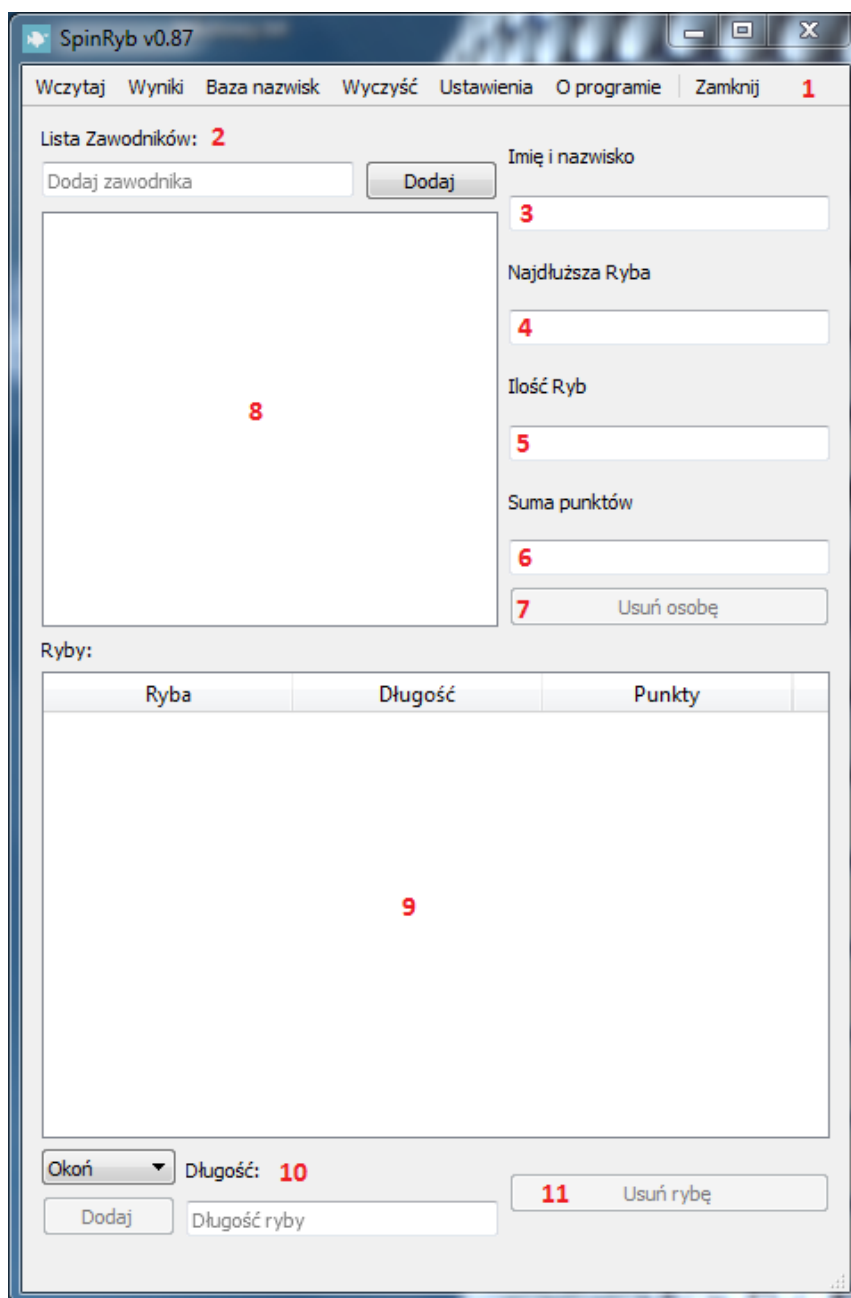 SpinRyb v0.87
Wczytaj Wyniki Baza nazwisk Wyczyść Ustawienia O programie Zamknij 1
Lista Zawodników: 2
Dodaj zawodnika Dodaj
Imię i nazwisko
3
Najdłuższa Ryba
4
Ilość Ryb
5
Suma punktów
6
7 Usuń osobę
8
Ryby:
Ryba Długość Punkty
9
Okoń Długość: 10
Dodaj Długość ryby
11 Usuń rybę